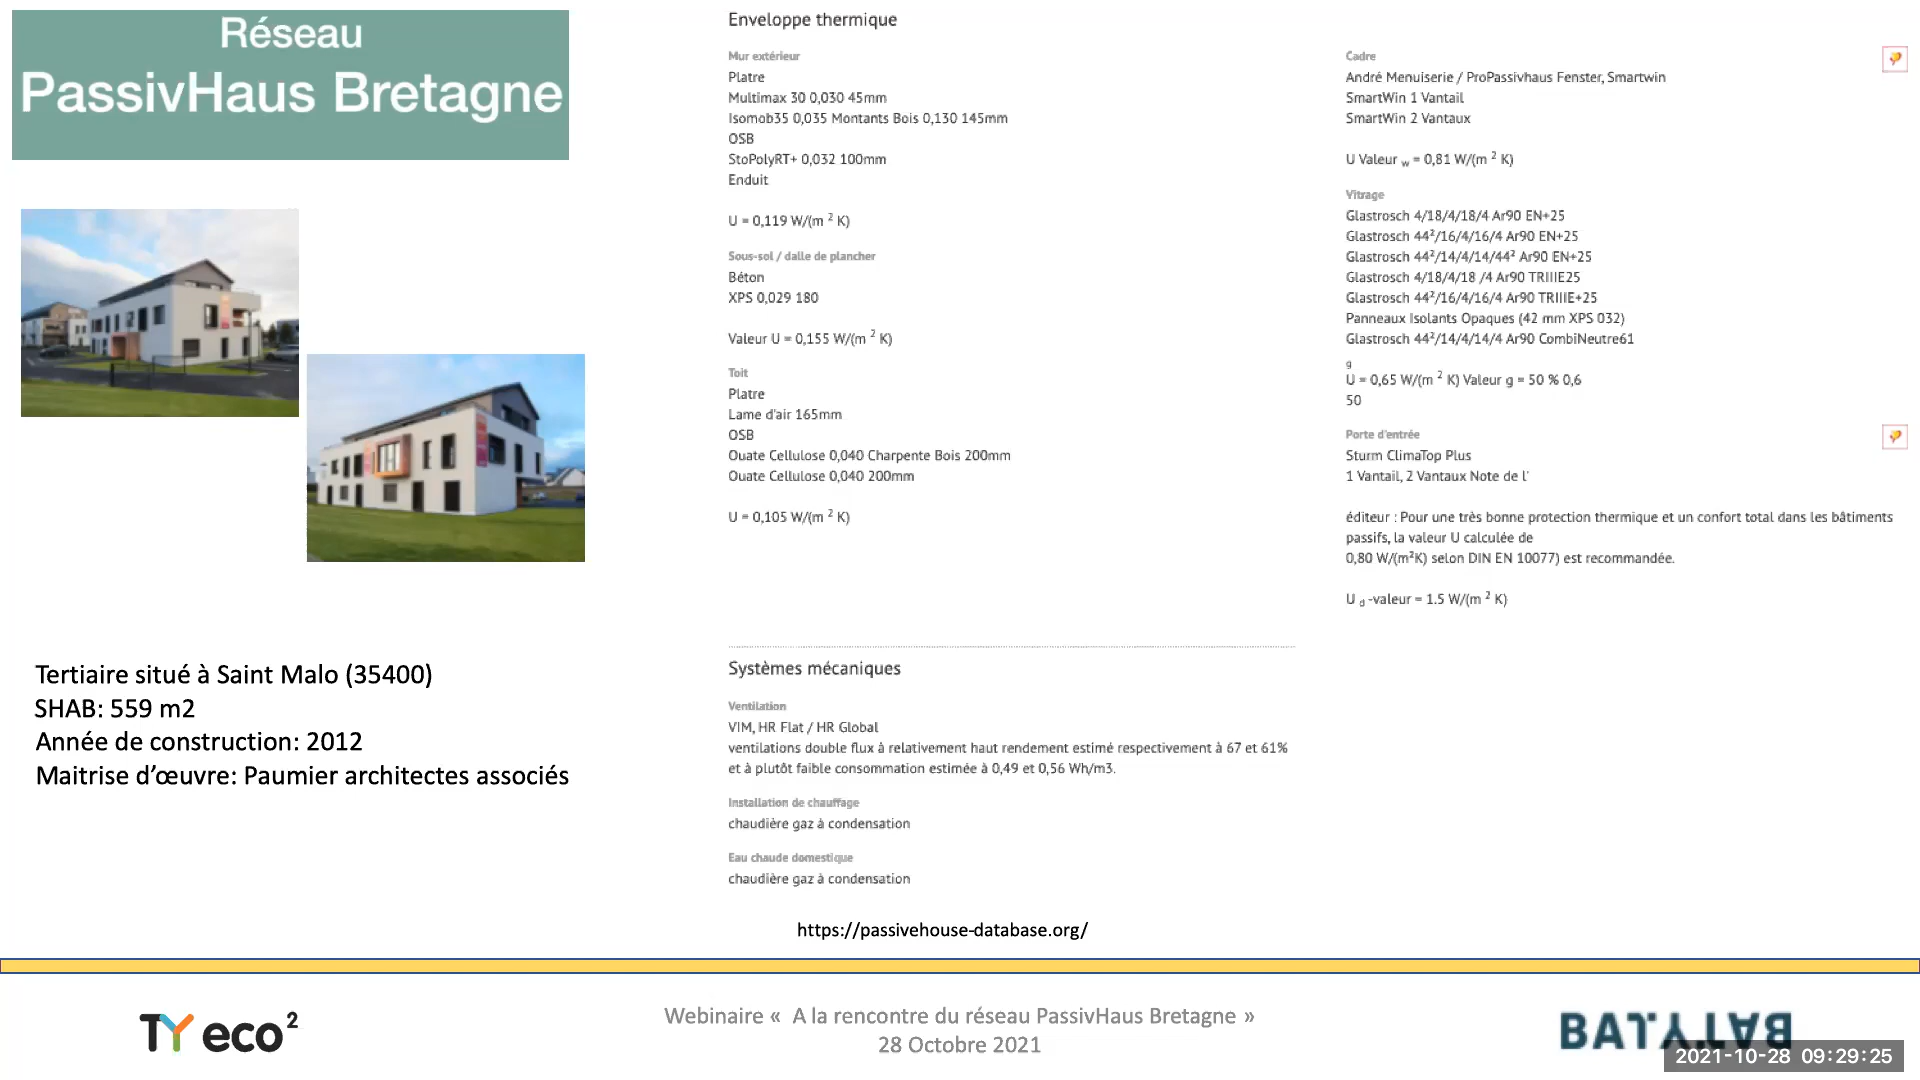 Réseau
PassivHaus Bretagne
Tertiaire situé à Saint Malo (35400)
SHAB: 559 m2
Année de construction: 2012
Maitrise d’œuvre: Paumier architectes associés
Enveloppe thermique
Mur extérieur
Platre
Multimax 30 0,030 45mm
Isomob35 0,035 Montants Bois 0,130 145mm
OSB
StoPolyRT+ 0,032 100mm
Enduit
U = 0,119 W/(m 2 K)
Sous-sol / dalle de plancher
Béton
XPS 0,029 180
Valeur U = 0,155 W/(m 2 K)
Toit
Platre
Lame d'air 165mm
OSB
Ouate Cellulose 0,040 Charpente Bois 200mm
Ouate Cellulose 0,040 200mm
U = 0,105 W/(m 2 K)
Cadre
André Menuiserie / ProPassivhaus Fenster, Smartwin
SmartWin 1 Vantail
SmartWin 2 Vantaux
U Valeur w = 0,81 W/(m 2 K)
Vitrage
Glastrosch 4/18/4/18/4 Ar90 EN+25
Glastrosch 44²/16/4/16/4 Ar90 EN+25
Glastrosch 44²/14/4/14/44² Ar90 EN+25
Glastrosch 4/18/4/18 /4 Ar90 TRIIIE25
Glastrosch 44²/16/4/16/4 Ar90 TRIIIE+25
Panneaux Isolants Opaques (42 mm XPS 032)
Glastrosch 44²/14/4/14/4 Ar90 CombiNeutre61
g
U = 0,65 W/(m 2 K) Valeur g = 50 % 0,6
50
Porte d'entrée
Sturm ClimaTop Plus
1 Vantail, 2 Vantaux Note de l'
éditeur : Pour une très bonne protection thermique et un confort total dans les bâtiments
passifs, la valeur U calculée de
0,80 W/(m²K) selon DIN EN 10077) est recommandée.
U d -valeur = 1.5 W/(m 2 K)
Systèmes mécaniques
Ventilation
VIM, HR Flat / HR Global
ventilations double flux à relativement haut rendement estimé respectivement à 67 et 61%
et à plutôt faible consommation estimée à 0,49 et 0,56 Wh/m3.
Installation de chauffage
chaudière gaz à condensation
Eau chaude domestique
chaudière gaz à condensation
https://passivehouse-database.org/
TY eco²
Webinaire « A la rencontre du réseau PassivHaus Bretagne »
28 Octobre 2021
BATYLAB
2021-10-28 09:29:25